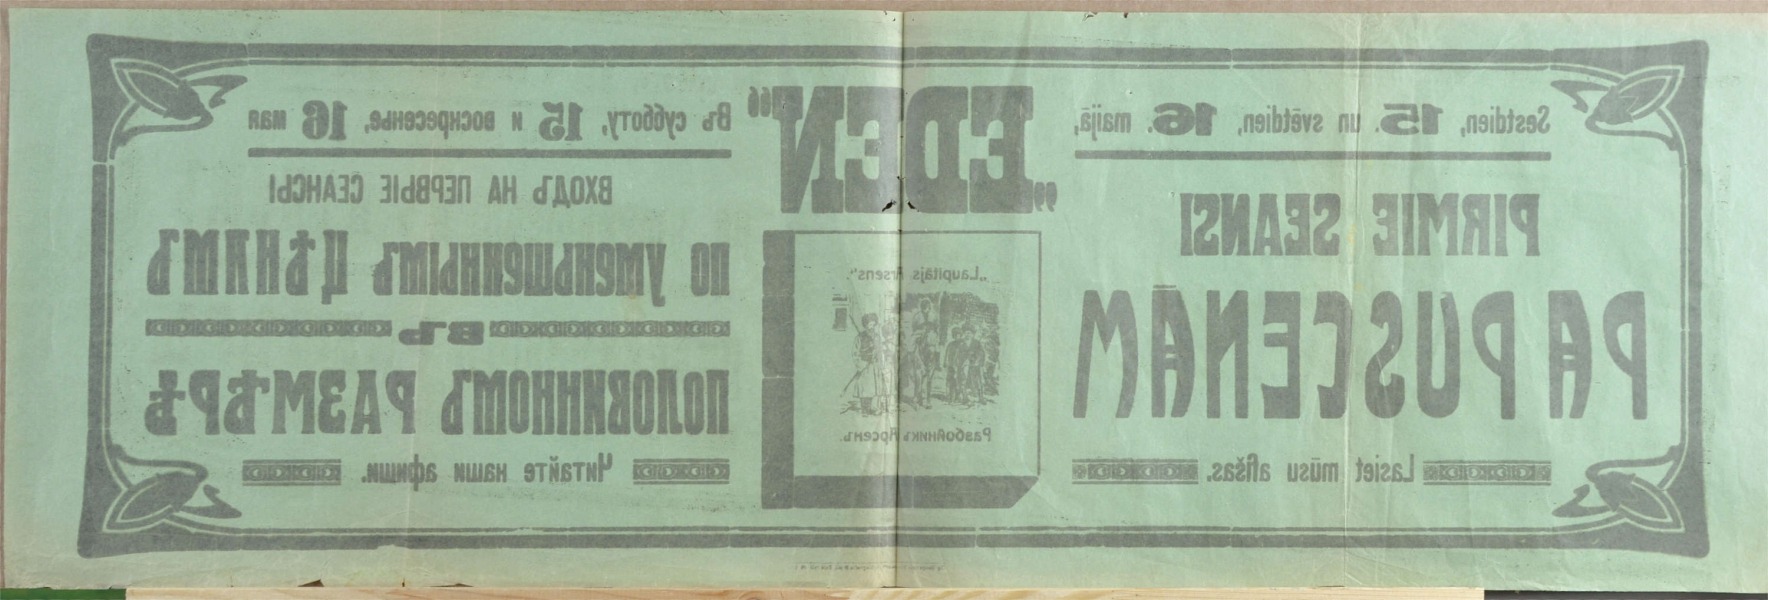 „EDEN“
Sestdien, 15. un svētdien, 16. maijā,
PIRMIE SEANSI
PA PUSCENĀM
Lasiet mūsu afišas.
„Laupitājs Arsens“.
Разбойникъ Арсенъ.
Въ субботу, 15 и воскресенье, 16 мая
ВХОДЪ НА ПЕРВЫЕ СЕАНСЫ
по уменьшеннымъ ЦѢНАМЪ
въ
ПОЛОВИННОМЪ РАЗМѢРѢ
Читайте наши афиши.